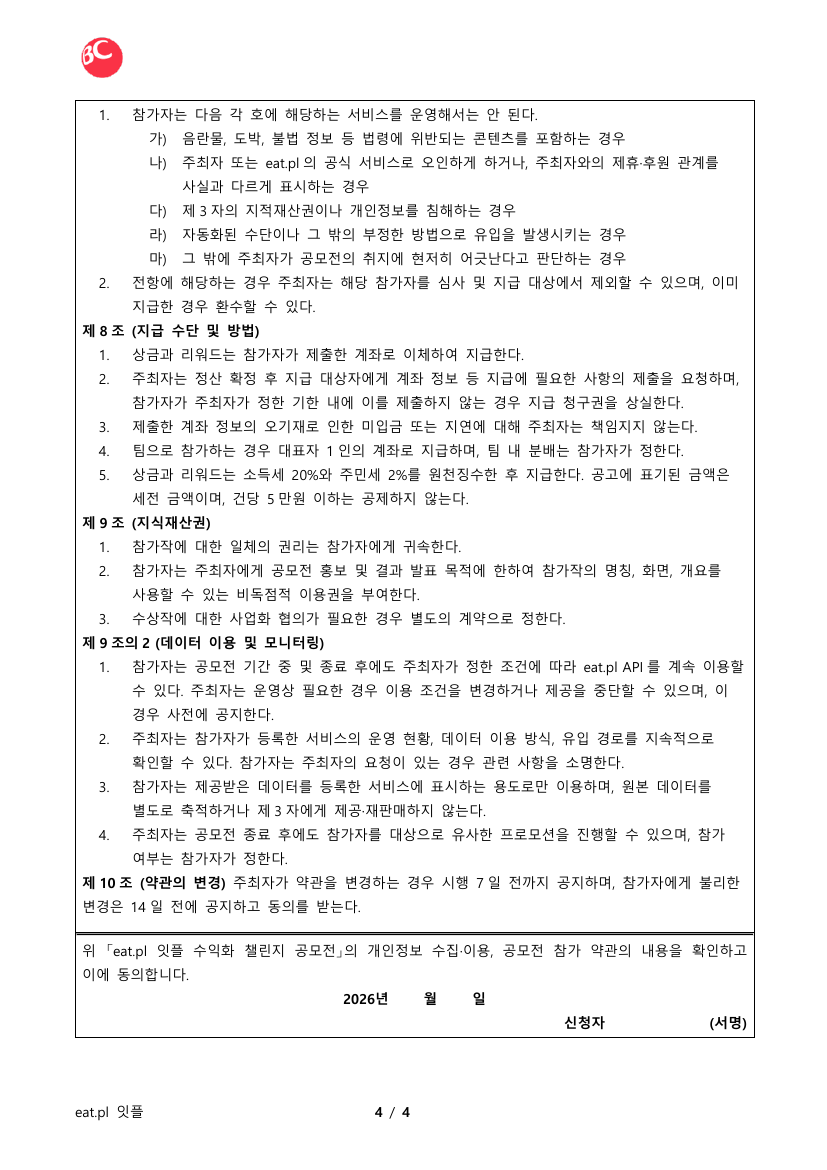 BC
1. 참가자는 다음 각 호에 해당하는 서비스를 운영해서는 안 된다.
가) 음란물, 도박, 불법 정보 등 법령에 위반되는 콘텐츠를 포함하는 경우
나) 주최자 또는 eat.pl 의 공식 서비스로 오인하게 하거나, 주최자와의 제휴·후원 관계를
사실과 다르게 표시하는 경우
다) 제 3 자의 지적재산권이나 개인정보를 침해하는 경우
라) 자동화된 수단이나 그 밖의 부정한 방법으로 유입을 발생시키는 경우
마) 그 밖에 주최자가 공모전의 취지에 현저히 어긋난다고 판단하는 경우
2. 전항에 해당하는 경우 주최자는 해당 참가자를 심사 및 지급 대상에서 제외할 수 있으며, 이미
지급한 경우 환수할 수 있다.
제 8 조 (지급 수단 및 방법)
1. 상금과 리워드는 참가자가 제출한 계좌로 이체하여 지급한다.
2. 주최자는 정산 확정 후 지급 대상자에게 계좌 정보 등 지급에 필요한 사항의 제출을 요청하며,
참가자가 주최자가 정한 기한 내에 이를 제출하지 않는 경우 지급 청구권을 상실한다.
3. 제출한 계좌 정보의 오기재로 인한 미입금 또는 지연에 대해 주최자는 책임지지 않는다.
4. 팀으로 참가하는 경우 대표자 1 인의 계좌로 지급하며, 팀 내 분배는 참가자가 정한다.
5. 상금과 리워드는 소득세 20%와 주민세 2%를 원천징수한 후 지급한다. 공고에 표기된 금액은
세전 금액이며, 건당 5 만원 이하는 공제하지 않는다.
제 9 조 (지식재산권)
1. 참가작에 대한 일체의 권리는 참가자에게 귀속한다.
2. 참가자는 주최자에게 공모전 홍보 및 결과 발표 목적에 한하여 참가작의 명칭, 화면, 개요를
사용할 수 있는 비독점적 이용권을 부여한다.
3. 수상작에 대한 사업화 협의가 필요한 경우 별도의 계약으로 정한다.
제 9 조의 2 (데이터 이용 및 모니터링)
1. 참가자는 공모전 기간 중 및 종료 후에도 주최자가 정한 조건에 따라 eat.pl API 를 계속 이용할
수 있다. 주최자는 운영상 필요한 경우 이용 조건을 변경하거나 제공을 중단할 수 있으며, 이
경우 사전에 공지한다.
2. 주최자는 참가자가 등록한 서비스의 운영 현황, 데이터 이용 방식, 유입 경로를 지속적으로
확인할 수 있다. 참가자는 주최자의 요청이 있는 경우 관련 사항을 소명한다.
3. 참가자는 제공받은 데이터를 등록한 서비스에 표시하는 용도로만 이용하며, 원본 데이터를
별도로 축적하거나 제 3 자에게 제공·재판매하지 않는다.
4. 주최자는 공모전 종료 후에도 참가자를 대상으로 유사한 프로모션을 진행할 수 있으며, 참가
여부는 참가자가 정한다.
제 10 조 (약관의 변경) 주최자가 약관을 변경하는 경우 시행 7 일 전까지 공지하며, 참가자에게 불리한
변경은 14 일 전에 공지하고 동의를 받는다.
위 「eat.pl 잇플 수익화 챌린지 공모전」의 개인정보 수집·이용, 공모전 참가 약관의 내용을 확인하고
이에 동의합니다.
2026년 월 일
신청자 (서명)
eat.pl 잇플 4 / 4